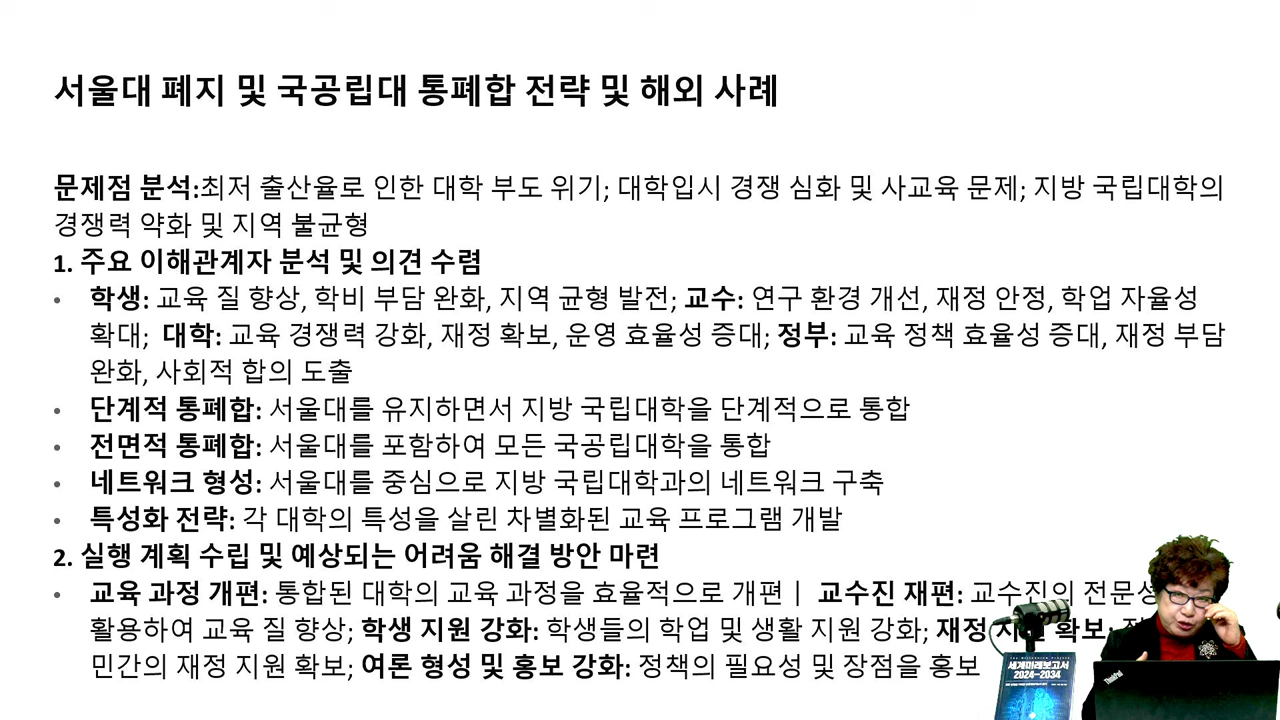 서울대 폐지 및 국공립대 통폐합 전략 및 해외 사례
문제점 분석:최저 출산율로 인한 대학 부도 위기; 대학입시 경쟁 심화 및 사교육 문제; 지방 국립대학의
경쟁력 약화 및 지역 불균형
1. 주요 이해관계자 분석 및 의견 수렴
• 학생: 교육 질 향상, 학비 부담 완화, 지역 균형 발전; 교수: 연구 환경 개선, 재정 안정, 학업 자율성
확대; 대학: 교육 경쟁력 강화, 재정 확보, 운영 효율성 증대; 정부: 교육 정책 효율성 증대, 재정 부담
완화, 사회적 합의 도출
• 단계적 통폐합: 서울대를 유지하면서 지방 국립대학을 단계적으로 통합
• 전면적 통폐합: 서울대를 포함하여 모든 국공립대학을 통합
• 네트워크 형성: 서울대를 중심으로 지방 국립대학과의 네트워크 구축
• 특성화 전략: 각 대학의 특성을 살린 차별화된 교육 프로그램 개발
2. 실행 계획 수립 및 예상되는 어려움 해결 방안 마련
• 교육 과정 개편: 통합된 대학의 교육 과정을 효율적으로 개편ㅣ 교수진 재편: 교수진의
활용하여 교육 질 향상; 학생 지원 강화: 학생들의 학업 및 생활 지원 강화; 재정 확보:
민간의 재정 지원 확보; 여론 형성 및 홍보 강화: 정책의 필요성 및 장점을 홍보
세계미래보고서
2024—2034
ThinkPad